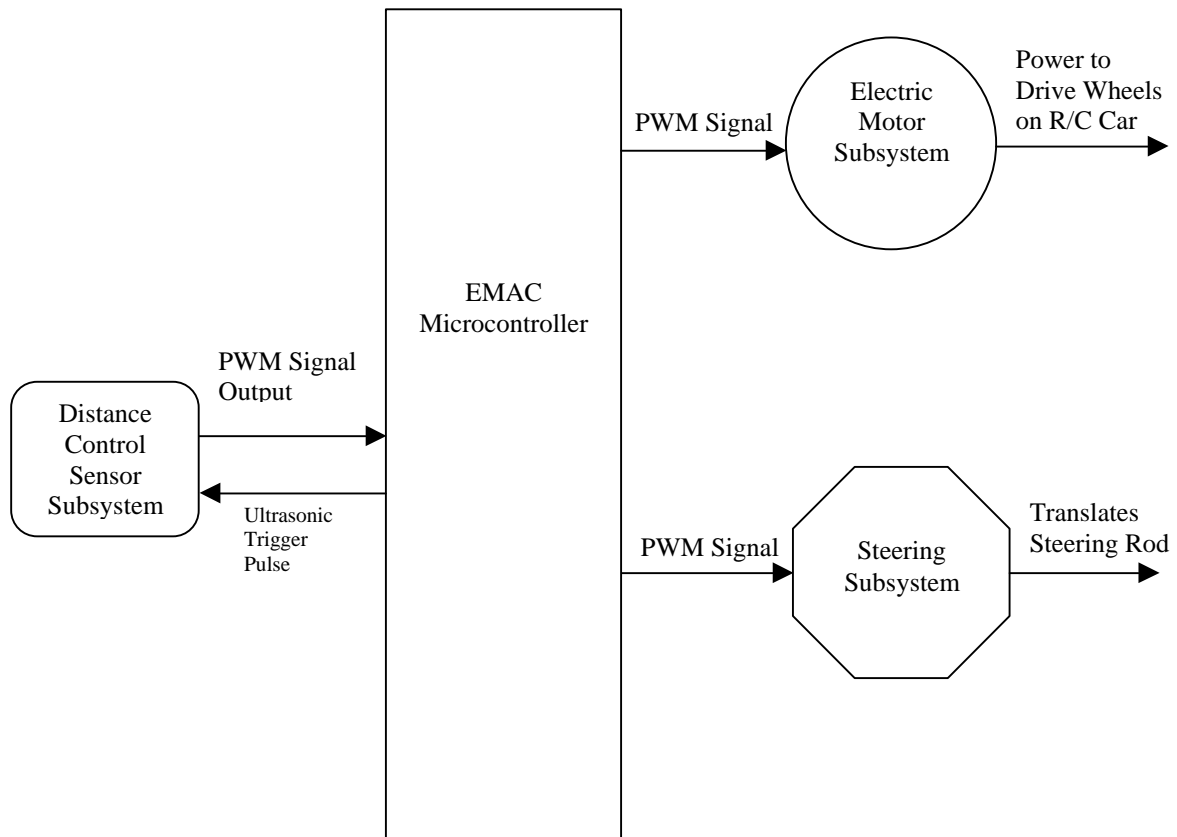 Power to
Drive Wheels
on R/C Car
Electric
Motor
Subsystem
PWM Signal
EMAC
Microcontroller
PWM Signal
Output
Distance
Control
Sensor
Subsystem
Ultrasonic
Trigger
Pulse
PWM Signal
Steering
Subsystem
Translates
Steering Rod